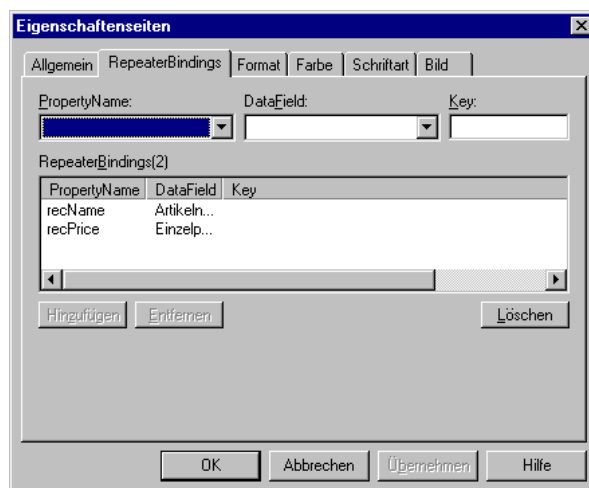 Eigenschaftenseiten
Allgemein RepeaterBindings Format Farbe Schriftart Bild
PropertyName: DataField: Key:
RepeaterBindings(2)
PropertyName DataField Key
recName Artikeln...
recPrice Einzelp...
Hinzufügen Entfernen Löschen
OK Abbrechen Übernehmen Hilfe